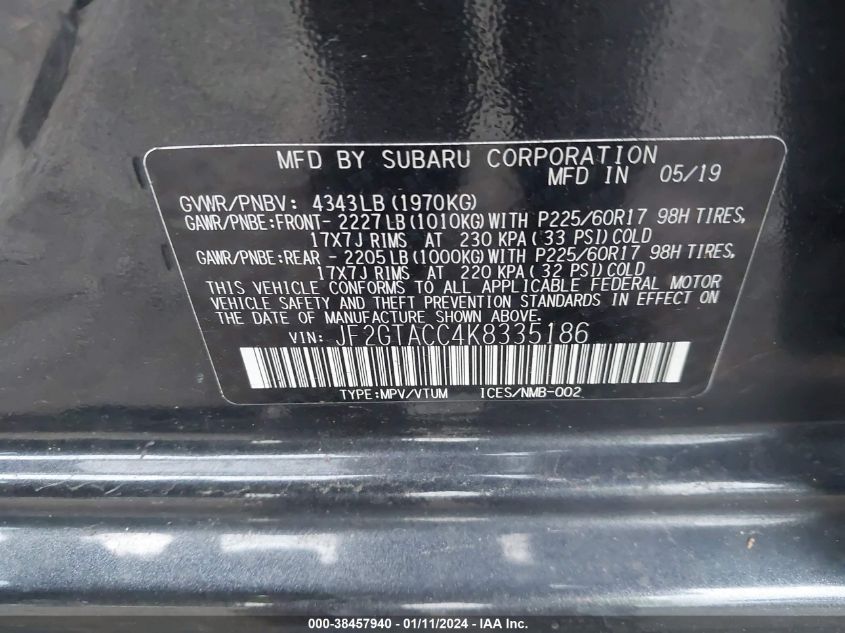 MFD BY SUBARU CORPORATION
MFD IN 05/19
GVWR/PNBV: 4343LB (1970KG)
GAWR/PNBE:FRONT- 2227LB (1010KG) WITH P225/60R17 98H TIRES,
17X7J RIMS AT 230 KPA ( 33 PSI) COLD
GAWR/PNBE:REAR - 2205LB (1000KG) WITH P225/60R17 98H TIRES,
17X7J RIMS AT 220 KPA ( 32 PSI) COLD
THIS VEHICLE CONFORMS TO ALL APPLICABLE FEDERAL MOTOR
VEHICLE SAFETY AND THEFT PREVENTION STANDARDS IN EFFECT ON
THE DATE OF MANUFACTURE SHOWN ABOVE.
VIN: JF2GTACC4K8335186
TYPE:MPV/VTUM ICES/NMB-002
000-38457940 - 01/11/2024 - IAAI, Inc.